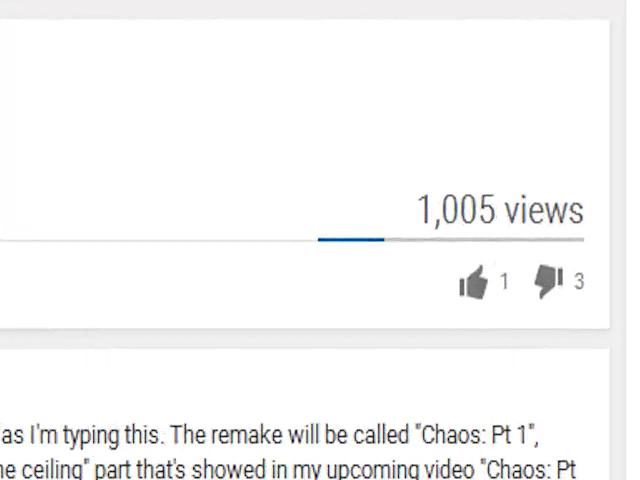 1,005 views
1 3
as I'm typing this. The remake will be called "Chaos: Pt 1",
ne ceiling" part that's showed in my upcoming video "Chaos: Pt